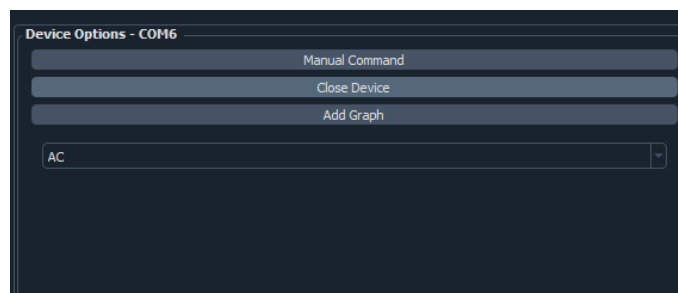 Device Options - COM6
Manual Command
Close Device
Add Graph
AC